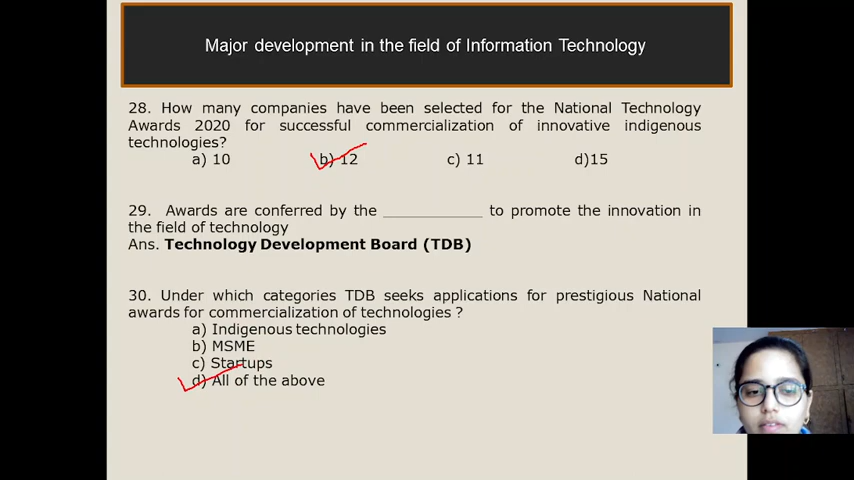 Major development in the field of Information Technology
28. How many companies have been selected for the National Technology
Awards 2020 for successful commercialization of innovative indigenous
technologies?
a) 10 b) 12 c) 11 d)15
29. Awards are conferred by the ____________ to promote the innovation in
the field of technology
Ans. Technology Development Board (TDB)
30. Under which categories TDB seeks applications for prestigious National
awards for commercialization of technologies ?
a) Indigenous technologies
b) MSME
c) Startups
d) All of the above